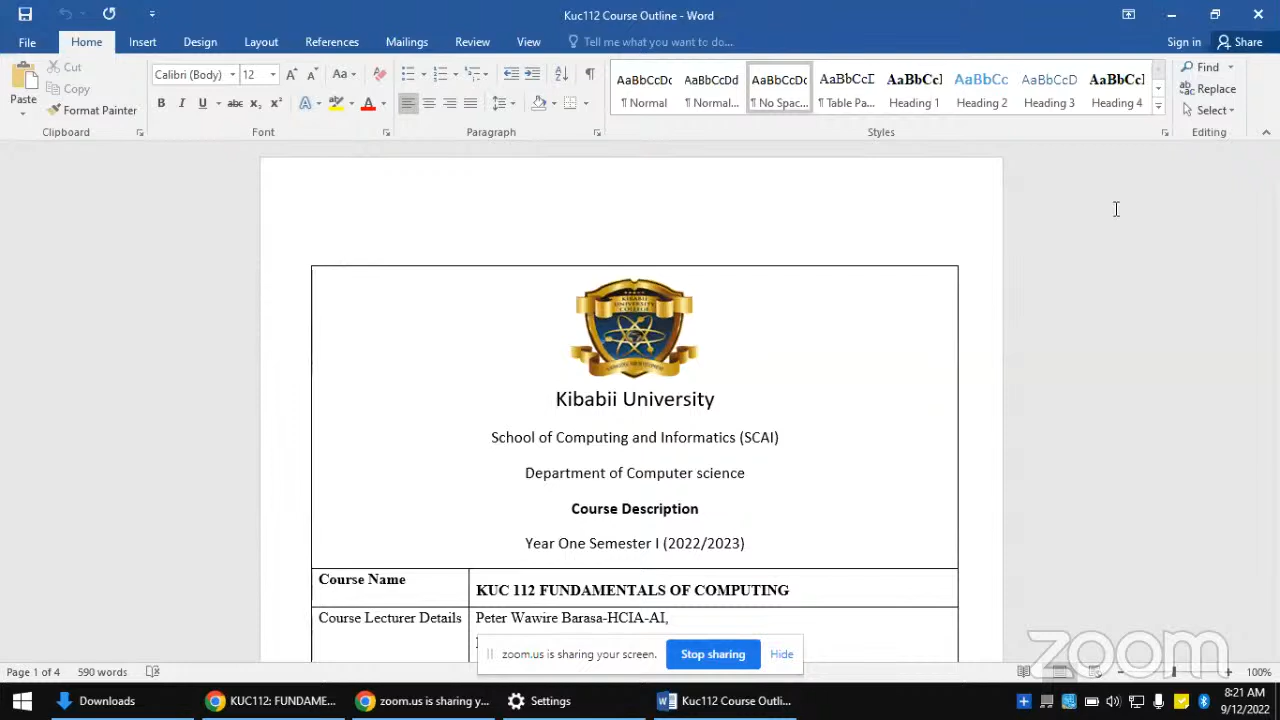 Kuc112 Course Outline - Word
File Home Insert Design Layout References Mailings Review View Tell me what you want to do... Sign in Share
Paste Cut Copy Format Painter
Calibri (Body) 12
AaBbCcDc AaBbCcDd AaBbCcDc AaBbCcI AaBbCcI AaBbCc AaBbCcD AaBbCcI
¶ Normal ¶ Normal... ¶ No Spac... ¶ Table Pa... Heading 1 Heading 2 Heading 3 Heading 4
Find
Replace
Select
Clipboard Font Paragraph Styles Editing
KIBABII
UNIVERSITY
COLLEGE
Kibabii University
School of Computing and Informatics (SCAI)
Department of Computer science
Course Description
Year One Semester I (2022/2023)
Course Name KUC 112 FUNDAMENTALS OF COMPUTING
Course Lecturer Details Peter Wawire Barasa-HCIA-AI,
zoom.us is sharing your screen. Stop sharing Hide
zoom
Page 1 of 4 590 words 100%
Downloads KUC112: FUNDAME... zoom.us is sharing y... Settings Kuc112 Course Outli...
8:21 AM
9/12/2022